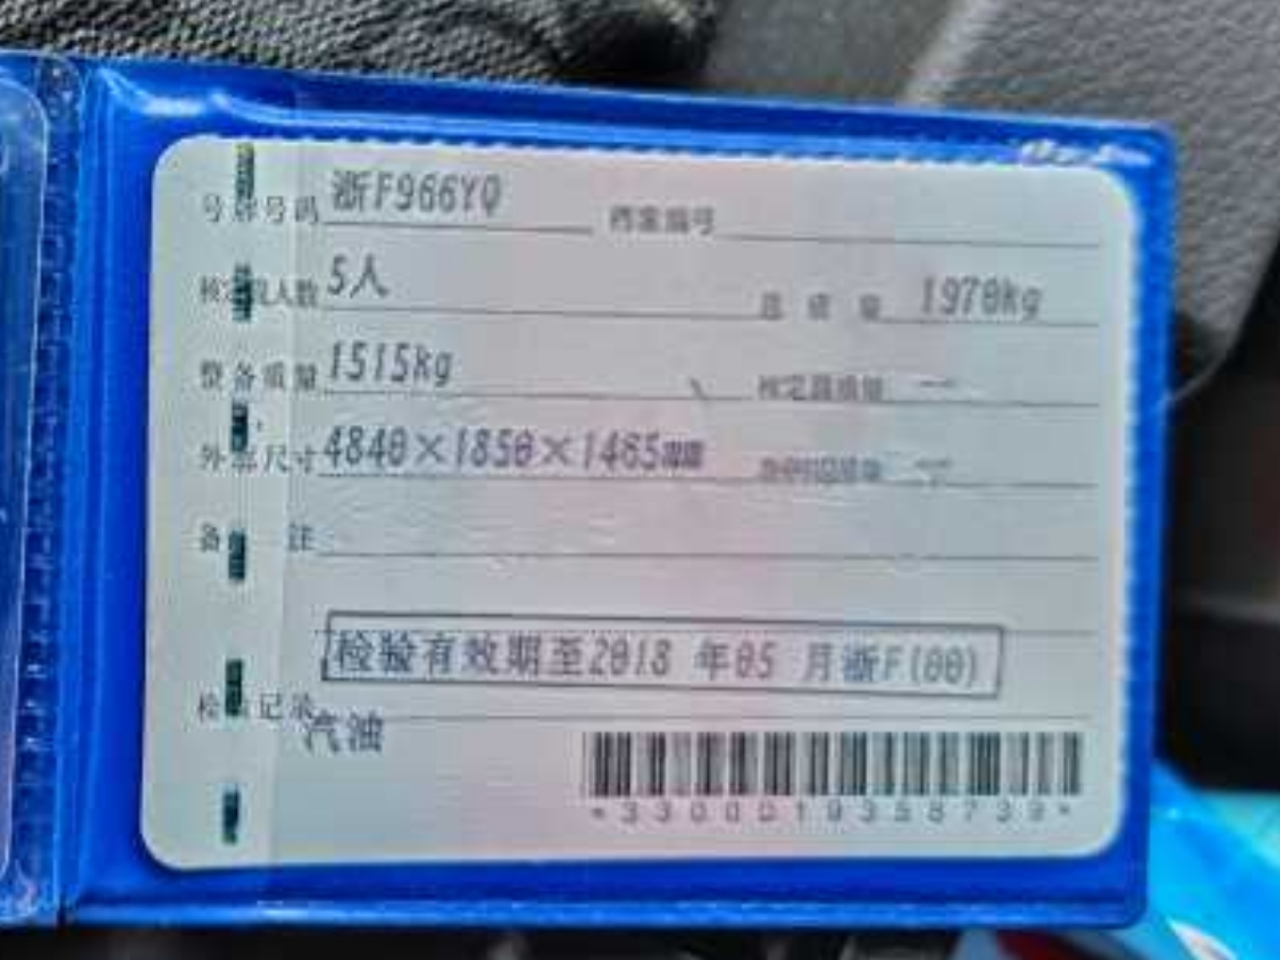 号牌号码 浙F966YQ 档案编号
核定载人数 5人 总质量 1970kg
整备质量 1515kg 核定载质量 —
外廓尺寸 4840×1850×1465mm 准牵引总质量 —
备 注
检验有效期至2018 年05 月浙F(00)
检验记录
汽油
*3300019358739*